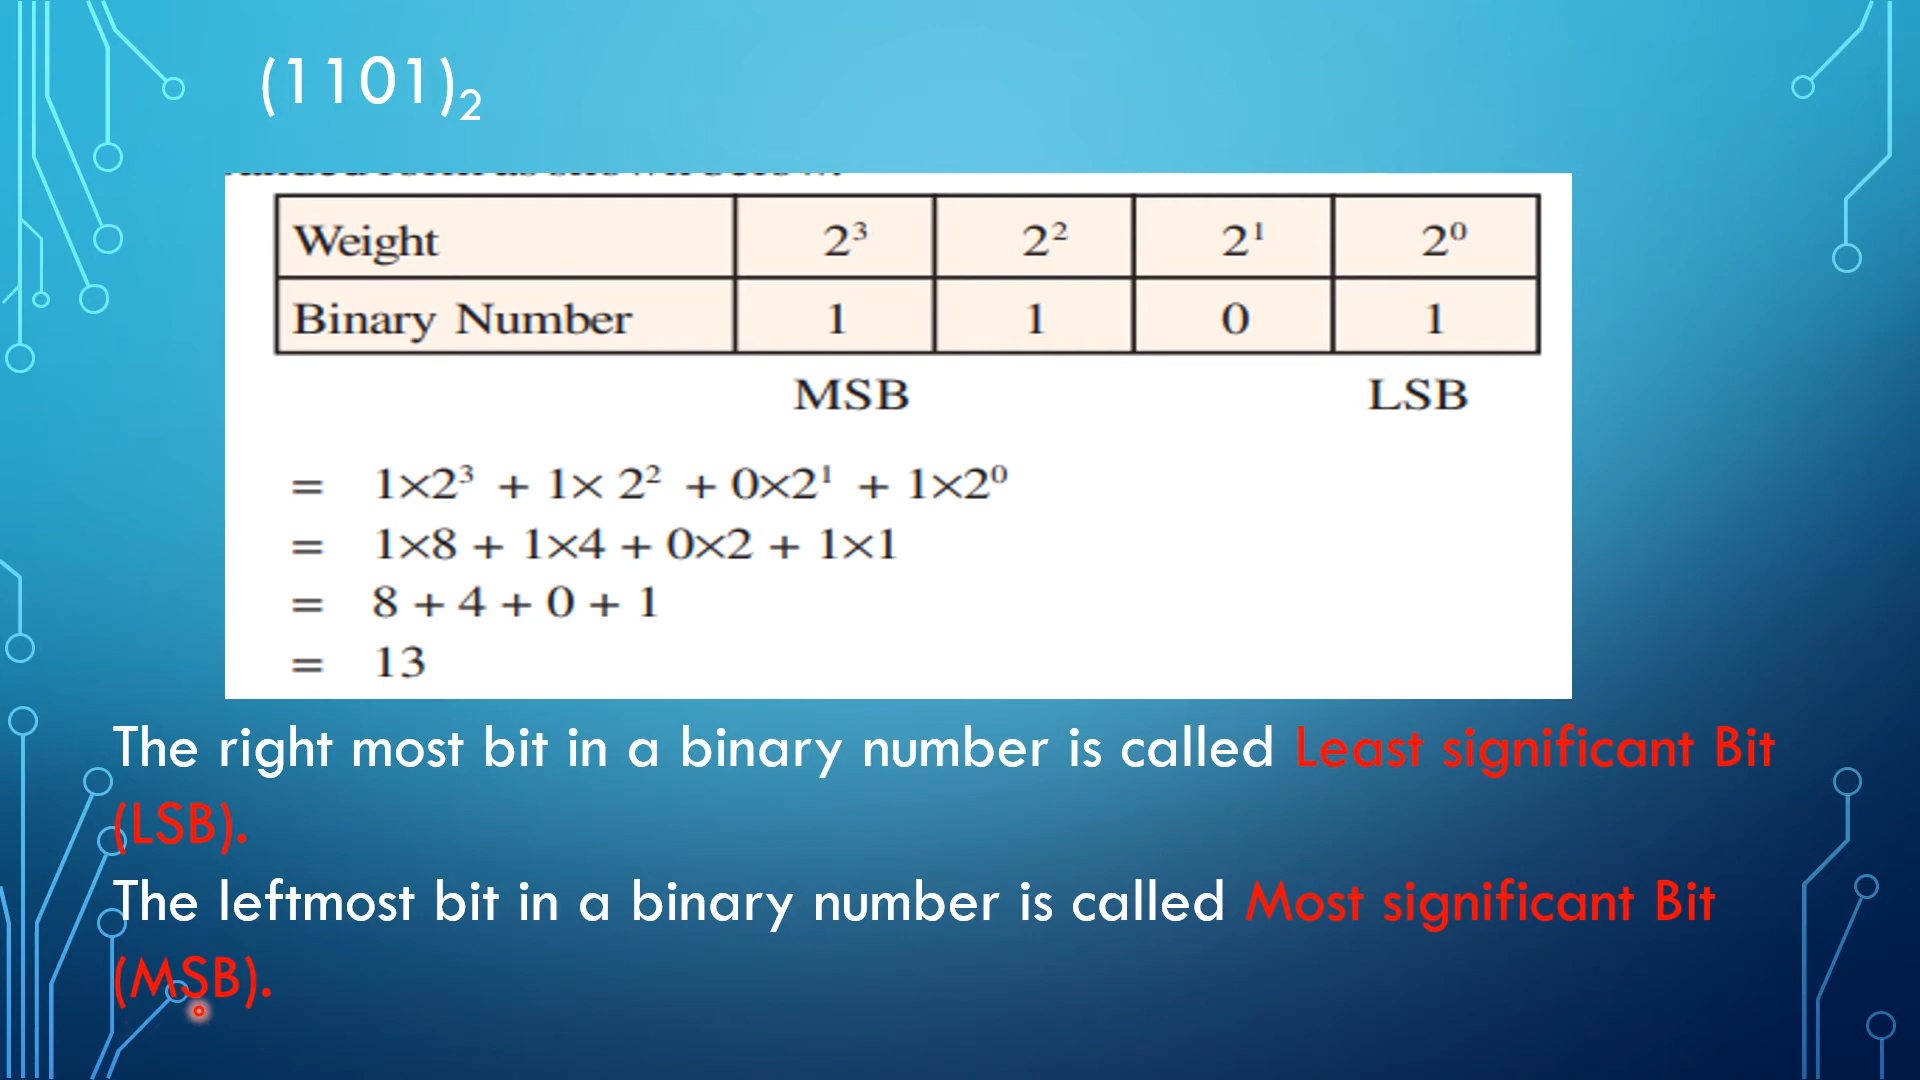 (1101)₂
Weight 2³ 2² 2¹ 2⁰
Binary Number 1 1 0 1
MSB LSB
= 1×2³ + 1× 2² + 0×2¹ + 1×2⁰
= 1×8 + 1×4 + 0×2 + 1×1
= 8 + 4 + 0 + 1
= 13
The right most bit in a binary number is called Least significant Bit
(LSB).
The leftmost bit in a binary number is called Most significant Bit
(MSB).